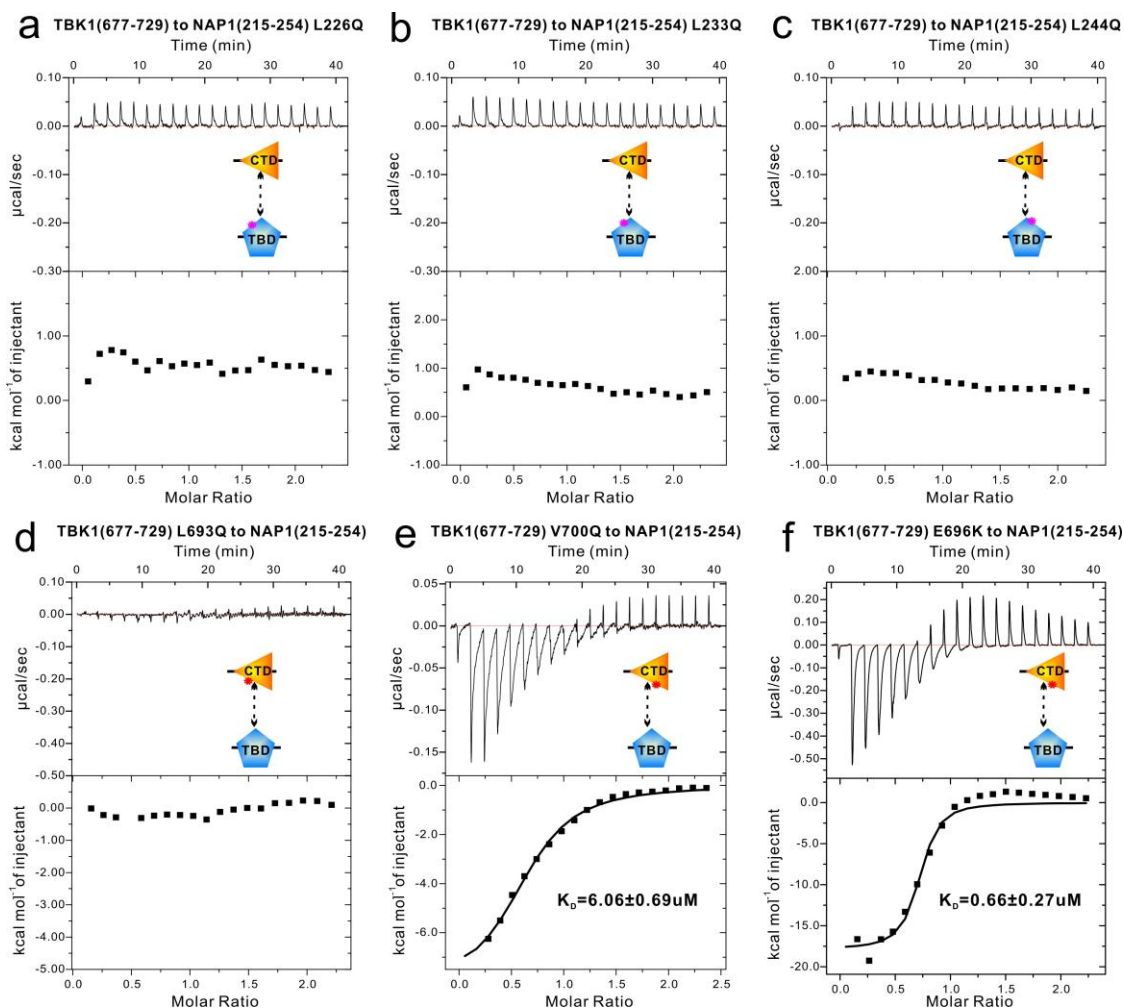 a TBK1(677-729) to NAP1(215-254) L226Q
Time (min)
0 10 20 30 40
0.10
0.00
-0.10
-0.20
-0.30
µcal/sec
CTD
TBD
1.00
0.00
-1.00
kcal mol⁻¹ of injectant
0.0 0.5 1.0 1.5 2.0
Molar Ratio
b TBK1(677-729) to NAP1(215-254) L233Q
Time (min)
0 10 20 30 40
0.10
0.00
-0.10
-0.20
-0.30
µcal/sec
CTD
TBD
2.00
1.00
0.00
-1.00
kcal mol⁻¹ of injectant
0.0 0.5 1.0 1.5 2.0
Molar Ratio
c TBK1(677-729) to NAP1(215-254) L244Q
Time (min)
0 10 20 30 40
0.10
0.00
-0.10
-0.20
-0.30
µcal/sec
CTD
TBD
2.00
1.00
0.00
-1.00
kcal mol⁻¹ of injectant
0.0 0.5 1.0 1.5 2.0
Molar Ratio
d TBK1(677-729) L693Q to NAP1(215-254)
Time (min)
0 10 20 30 40
0.10
0.00
-0.10
-0.20
-0.30
-0.40
-0.50
µcal/sec
CTD
TBD
0.00
-1.00
-2.00
-3.00
-4.00
5.00
kcal mol⁻¹ of injectant
0.0 0.5 1.0 1.5 2.0
Molar Ratio
e TBK1(677-729) V700Q to NAP1(215-254)
Time (min)
0 10 20 30 40
0.05
0.00
-0.05
-0.10
-0.15
µcal/sec
CTD
TBD
0.0
-2.0
-4.0
-6.0
kcal mol⁻¹ of injectant
K_D=6.06±0.69uM
0.0 0.5 1.0 1.5 2.0 2.5
Molar Ratio
f TBK1(677-729) E696K to NAP1(215-254)
Time (min)
0 10 20 30 40
0.20
0.10
0.00
-0.10
-0.20
-0.30
-0.40
-0.50
µcal/sec
CTD
TBD
0.0
-5.0
-10.0
-15.0
-20.0
kcal mol⁻¹ of injectant
K_D=0.66±0.27uM
0.0 0.5 1.0 1.5 2.0
Molar Ratio